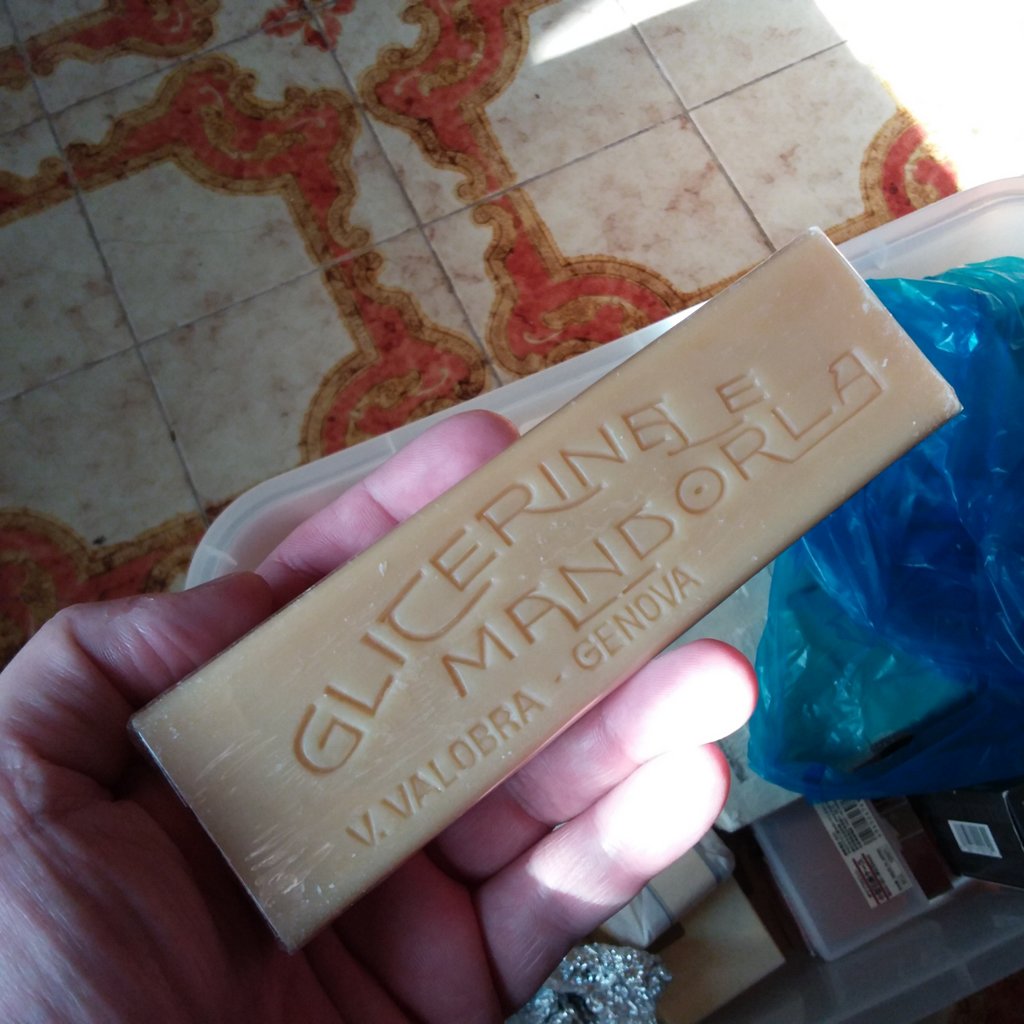 GLICERINA E
MANDORLA
V. VALOBRA - GENOVA